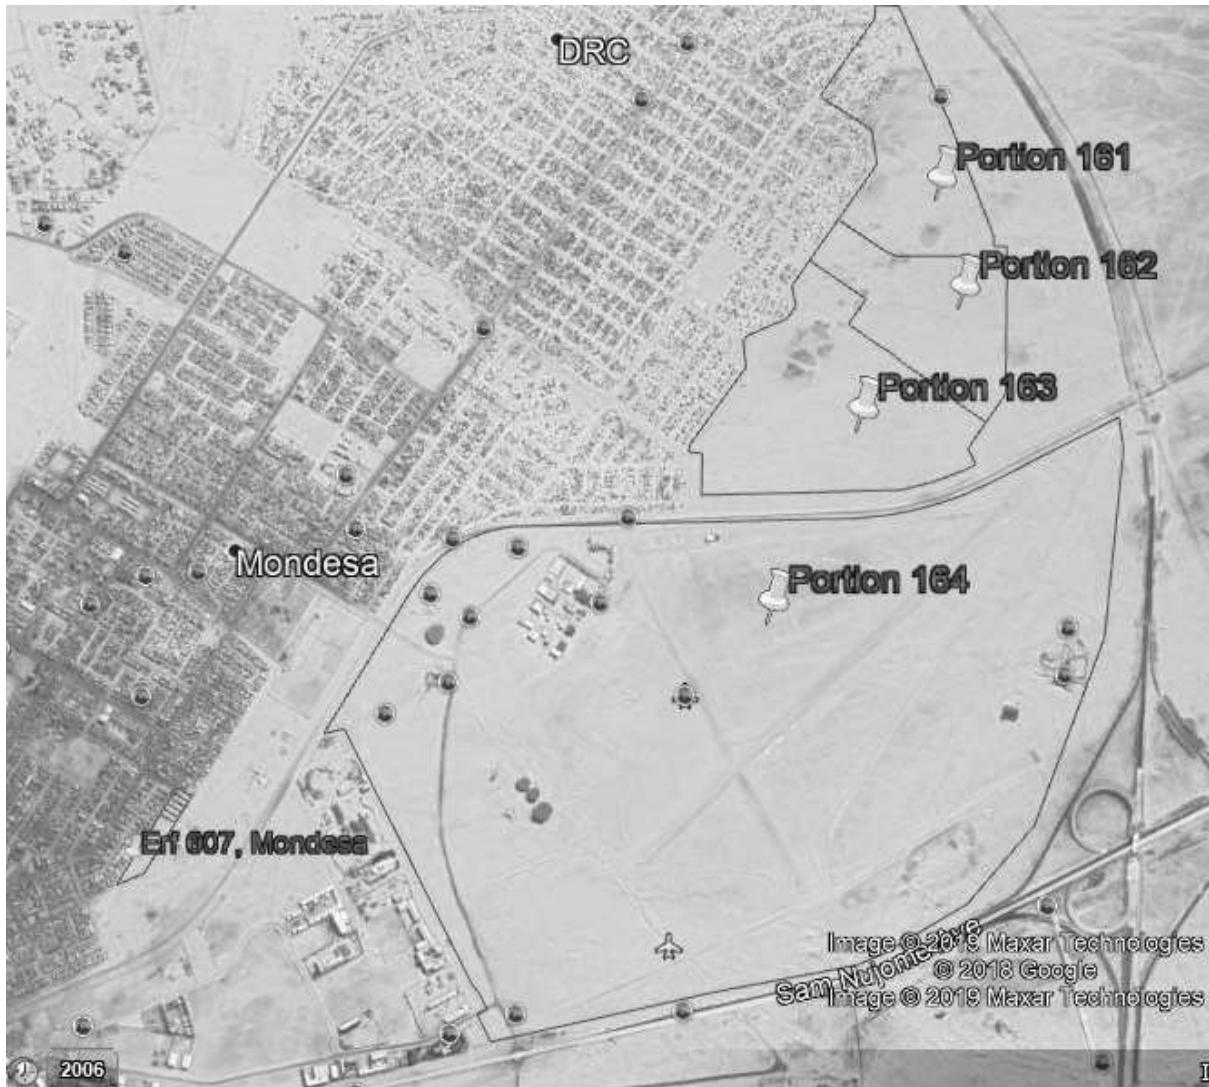 DRC
Portion 161
Portion 162
Portion 163
Mondesa
Portion 164
Erf 607, Mondesa
Sam Nujoma Ave
Image © 2019 Maxar Technologies
© 2018 Google
Image © 2019 Maxar Technologies
2006